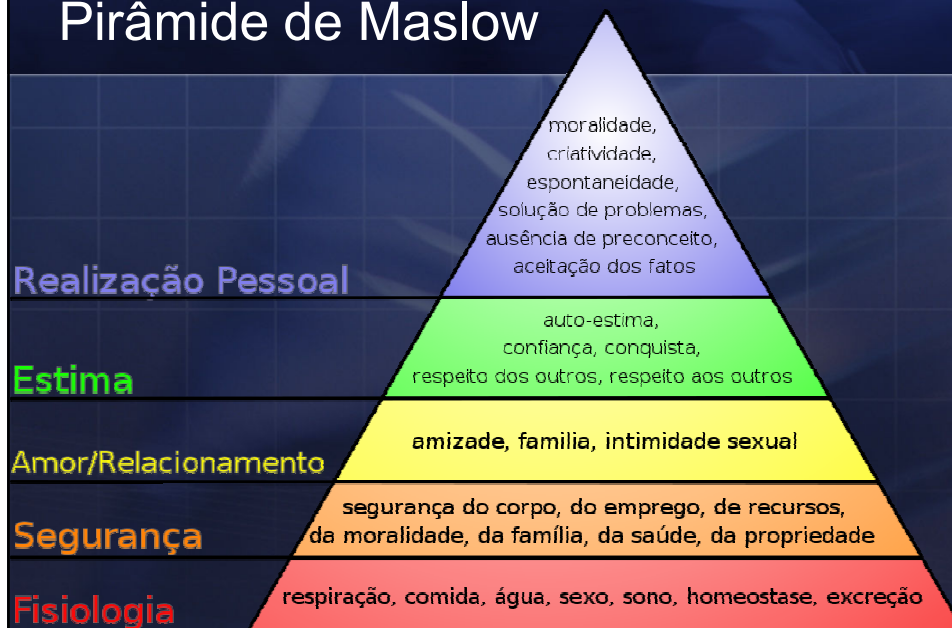 Pirâmide de Maslow
moralidade,
criatividade,
espontaneidade,
solução de problemas,
ausência de preconceito,
aceitação dos fatos
Realização Pessoal
auto-estima,
confiança, conquista,
respeito dos outros, respeito aos outros
Estima
amizade, familia, intimidade sexual
Amor/Relacionamento
segurança do corpo, do emprego, de recursos,
da moralidade, da família, da saúde, da propriedade
Segurança
respiração, comida, água, sexo, sono, homeostase, excreção
Fisiologia